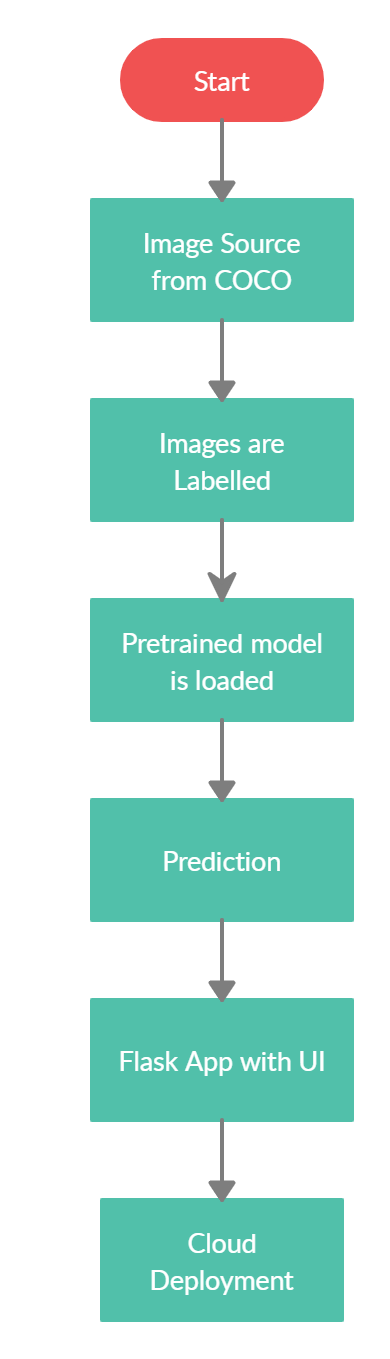 Start
Image Source
from COCO
Images are
Labelled
Pretrained model
is loaded
Prediction
Flask App with UI
Cloud
Deployment